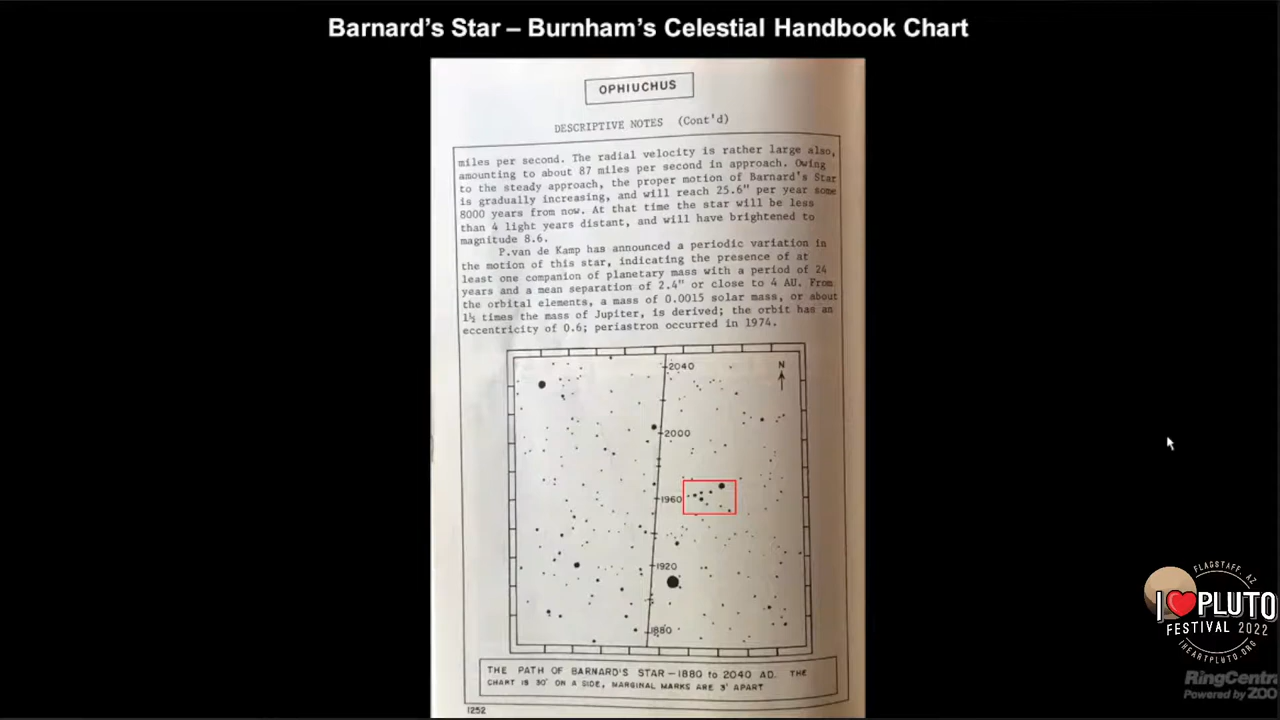 Barnard's Star – Burnham's Celestial Handbook Chart
OPHIUCHUS
DESCRIPTIVE NOTES (Cont'd)
miles per second. The radial velocity is rather large also,
amounting to about 87 miles per second in approach. Owing
to the steady approach, the proper motion of Barnard's Star
is gradually increasing, and will reach 25.6" per year some
8000 years from now. At that time the star will be less
than 4 light years distant, and will have brightened to
magnitude 8.6.
P.van de Kamp has announced a periodic variation in
the motion of this star, indicating the presence of at
least one companion of planetary mass with a period of 24
years and a mean separation of 2.4" or close to 4 AU. From
the orbital elements, a mass of 0.0015 solar mass, or about
1½ times the mass of Jupiter, is derived; the orbit has an
eccentricity of 0.6; periastron occurred in 1974.
2040
N
2000
1960
1920
1880
THE PATH OF BARNARD'S STAR—1880 to 2040 AD. THE
CHART IS 30' ON A SIDE, MARGINAL MARKS ARE 3' APART
1252
FLAGSTAFF, AZ
I PLUTO
FESTIVAL 2022
IHEARTPLUTO.ORG
RingCentr
Powered by ZOO